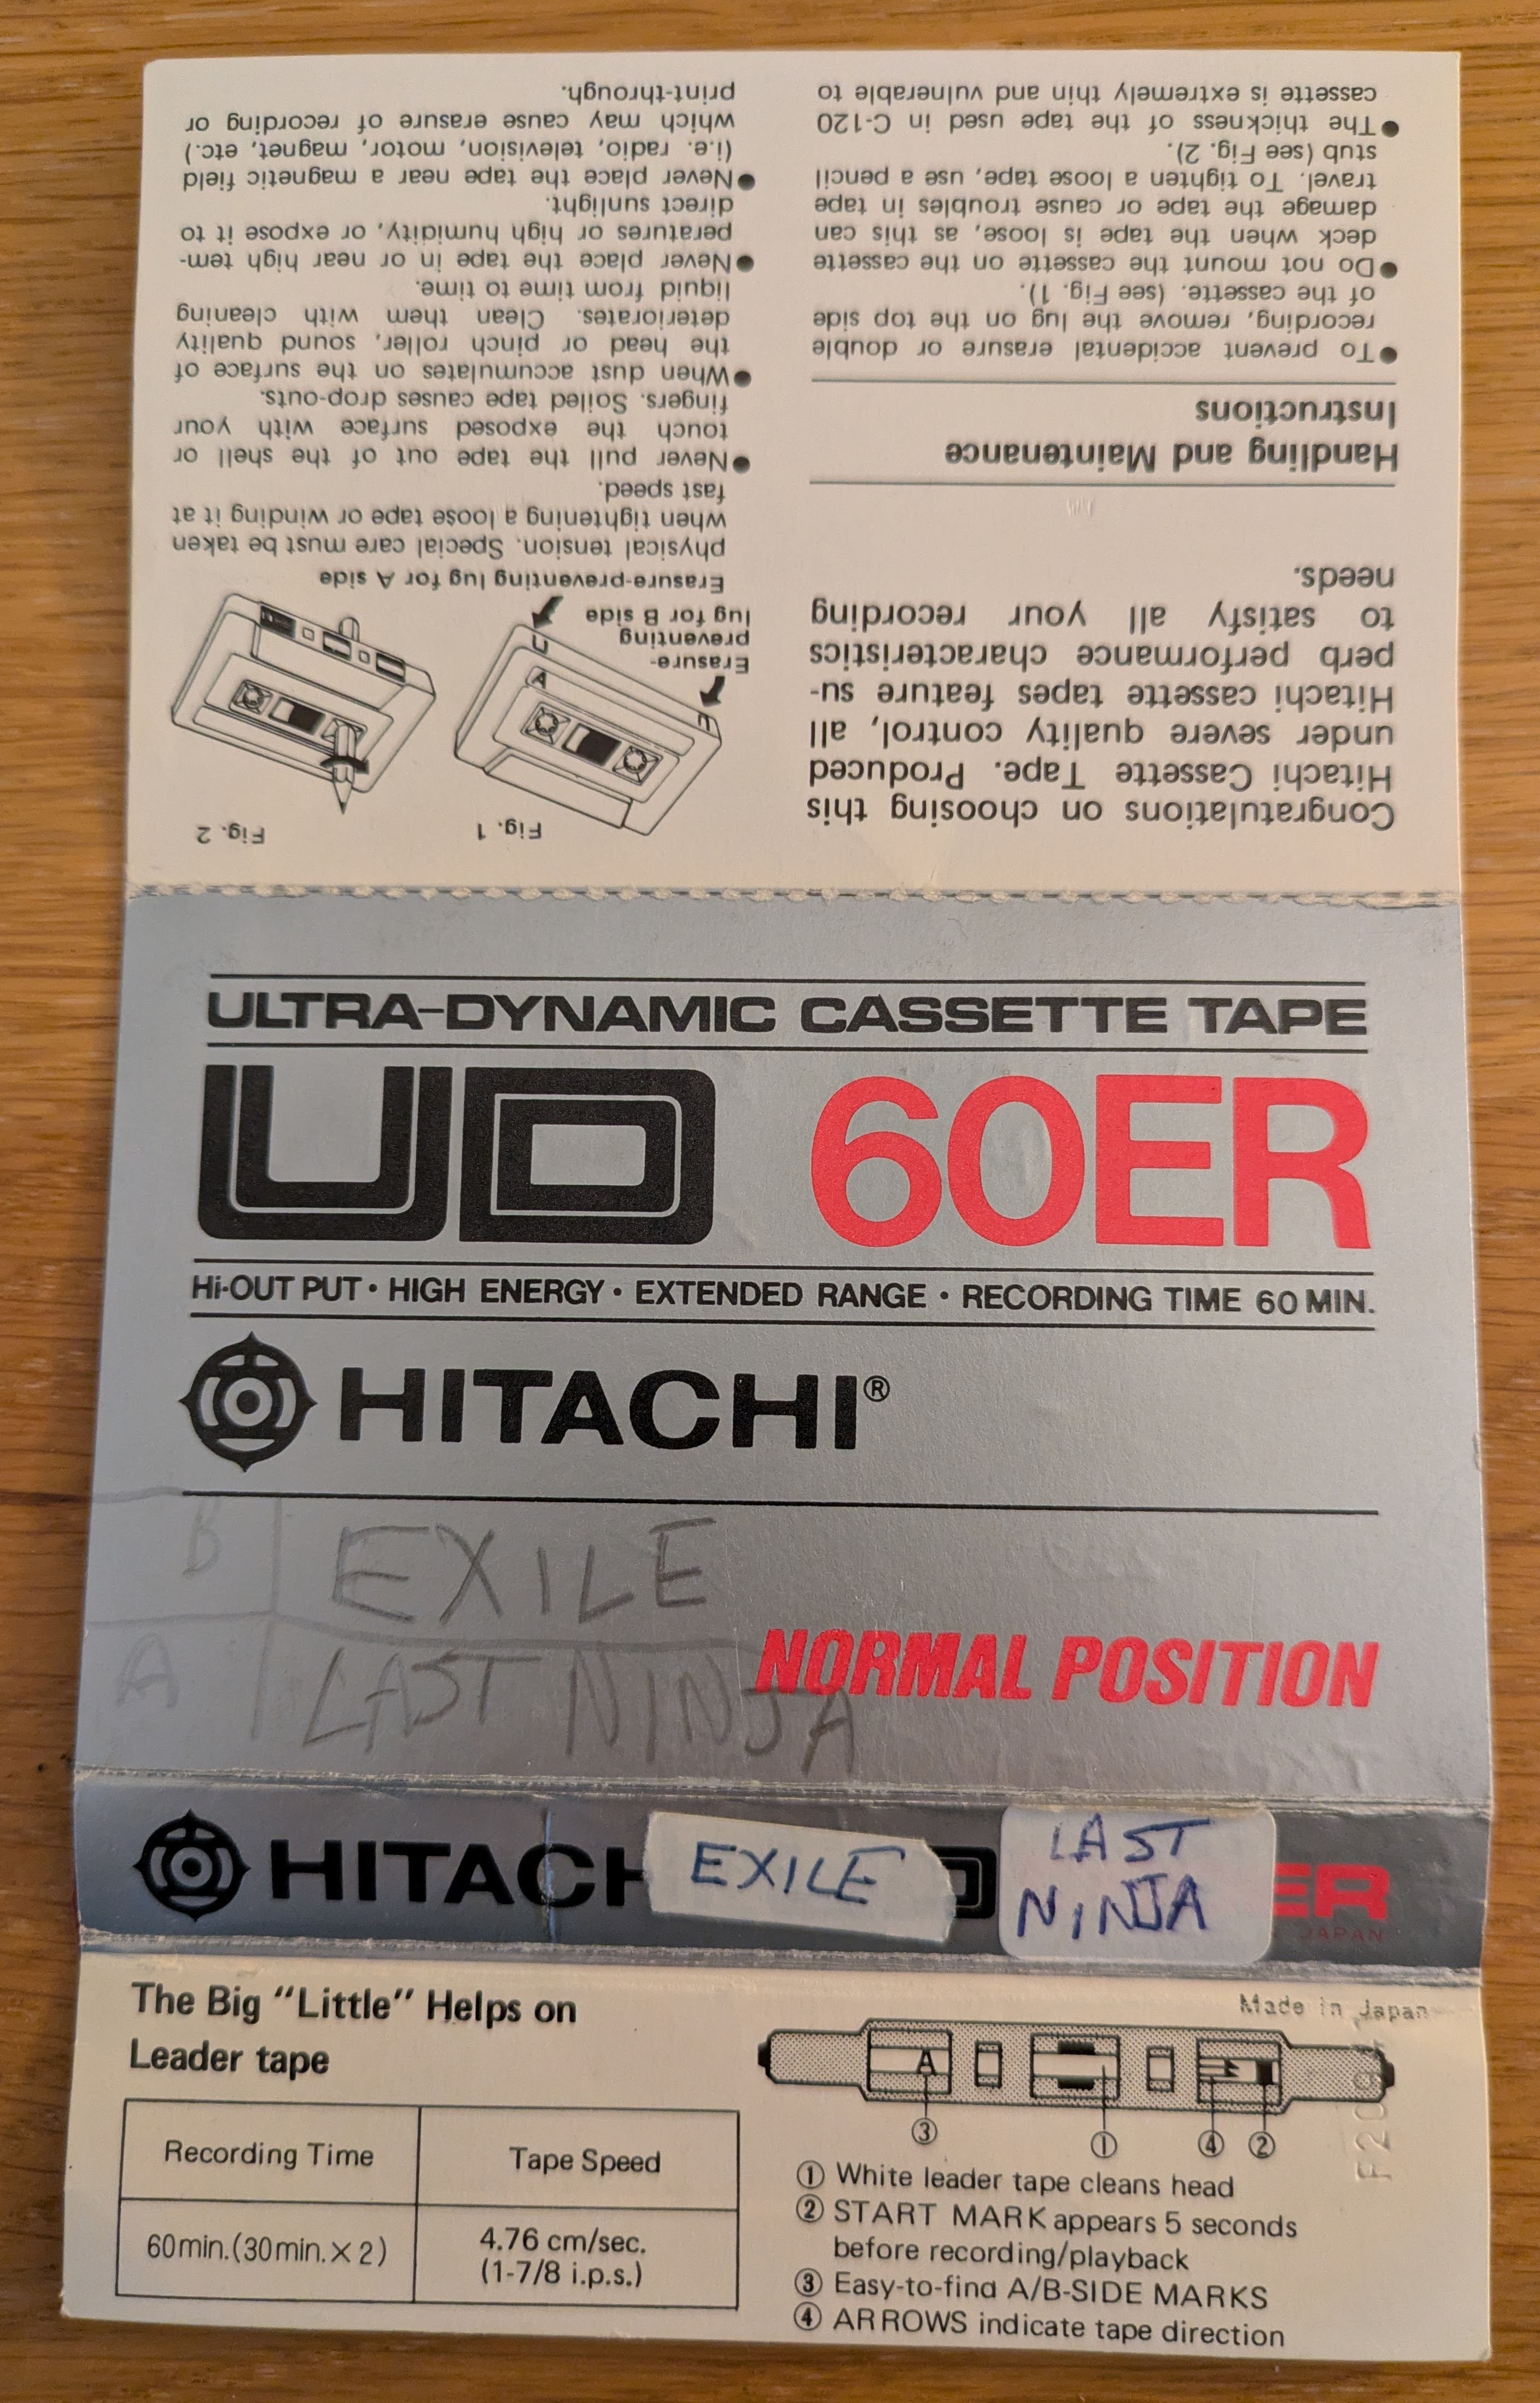 Congratulations on choosing this
Hitachi Cassette Tape. Produced
under severe quality control, all
Hitachi cassette tapes feature su-
perb performance characteristics
to satisfy all your recording
needs.
Handling and Maintenance
Instructions
●To prevent accidental erasure or double
recording, remove the lug on the top side
of the cassette. (see Fig. 1).
●Do not mount the cassette on the cassette
deck when the tape is loose, as this can
damage the tape or cause troubles in tape
travel. To tighten a loose tape, use a pencil
stub (see Fig. 2).
●The thickness of the tape used in C-120
cassette is extremely thin and vulnerable to
Fig. 1
Fig. 2
A
Erasure-
preventing
lug for B side
Erasure-preventing lug for A side
physical tension. Special care must be taken
when tightening a loose tape or winding it at
fast speed.
●Never pull the tape out of the shell or
touch the exposed surface with your
fingers. Soiled tape causes drop-outs.
●When dust accumulates on the surface of
the head or pinch roller, sound quality
deteriorates. Clean them with cleaning
liquid from time to time.
●Never place the tape in or near high tem-
peratures or high humidity, or expose it to
direct sunlight.
●Never place the tape near a magnetic field
(i.e. radio, television, motor, magnet, etc.)
which may cause erasure of recording or
print-through.
ULTRA-DYNAMIC CASSETTE TAPE
UD 60ER
Hi-OUT PUT • HIGH ENERGY • EXTENDED RANGE • RECORDING TIME 60 MIN.
HITACHI®
B EXILE
NORMAL POSITION
A LAST NINJA
HITACH EXILE LAST NINJA ER
JAPAN
The Big "Little" Helps on
Leader tape
Recording Time Tape Speed
60min.(30min.×2) 4.76 cm/sec.
(1-7/8 i.p.s.)
Made in Japan
A
③ ① ④ ②
① White leader tape cleans head
② START MARK appears 5 seconds
before recording/playback
③ Easy-to-find A/B-SIDE MARKS
④ ARROWS indicate tape direction